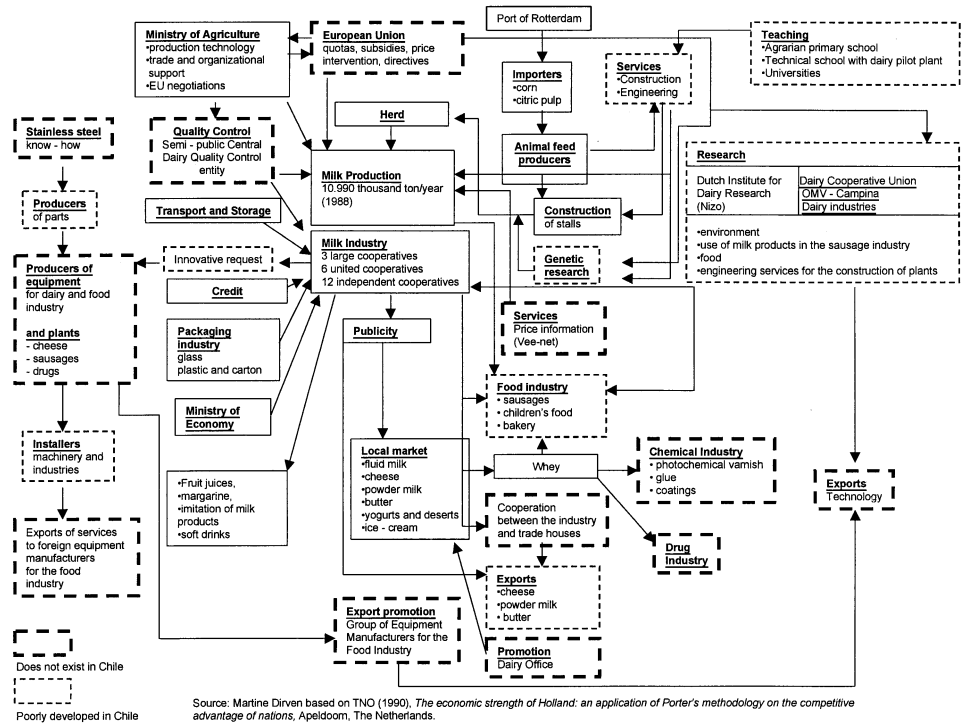 Port of Rotterdam
Ministry of Agriculture
•production technology
•trade and organizational
support
•EU negotiations
European Union
quotas, subsidies, price
intervention, directives
Importers
•corn
•citric pulp
Services
•Construction
•Engineering
Teaching
•Agrarian primary school
•Technical school with dairy pilot plant
•Universities
Stainless steel
know - how
Quality Control
Semi - public Central
Dairy Quality Control
entity
Herd
Animal feed
producers
Milk Production
10.990 thousand ton/year
(1988)
Research
Dutch Institute for
Dairy Research
(Nizo)
Dairy Cooperative Union
OMV - Campina
Dairy industries
•environment
•use of milk products in the sausage industry
•food
•engineering services for the construction of plants
Producers
of parts
Transport and Storage
Construction
of stalls
Milk Industry
3 large cooperatives
6 united cooperatives
12 independent cooperatives
Innovative request
Genetic
research
Producers of
equipment
for dairy and food
industry
and plants
- cheese
- sausages
- drugs
Credit
Services
Price information
(Vee-net)
Packaging
industry
glass
plastic and carton
Publicity
Food industry
• sausages
• children's food
• bakery
Ministry of
Economy
Installers
machinery and
industries
Local market
•fluid milk
•cheese
•powder milk
•butter
•yogurts and deserts
•ice - cream
Whey
Chemical Industry
• photochemical varnish
• glue
• coatings
•Fruit juices,
•margarine,
•imitation of milk
products
•soft drinks
Exports
Technology
Cooperation
between the industry
and trade houses
Exports of services
to foreign equipment
manufacturers
for the food
industry
Drug
Industry
Exports
•cheese
•powder milk
• butter
Export promotion
Group of Equipment
Manufacturers for the
Food Industry
Promotion
Dairy Office
Does not exist in Chile
Poorly developed in Chile
Source: Martine Dirven based on TNO (1990), The economic strength of Holland: an application of Porter's methodology on the competitive
advantage of nations, Apeldoom, The Netherlands.